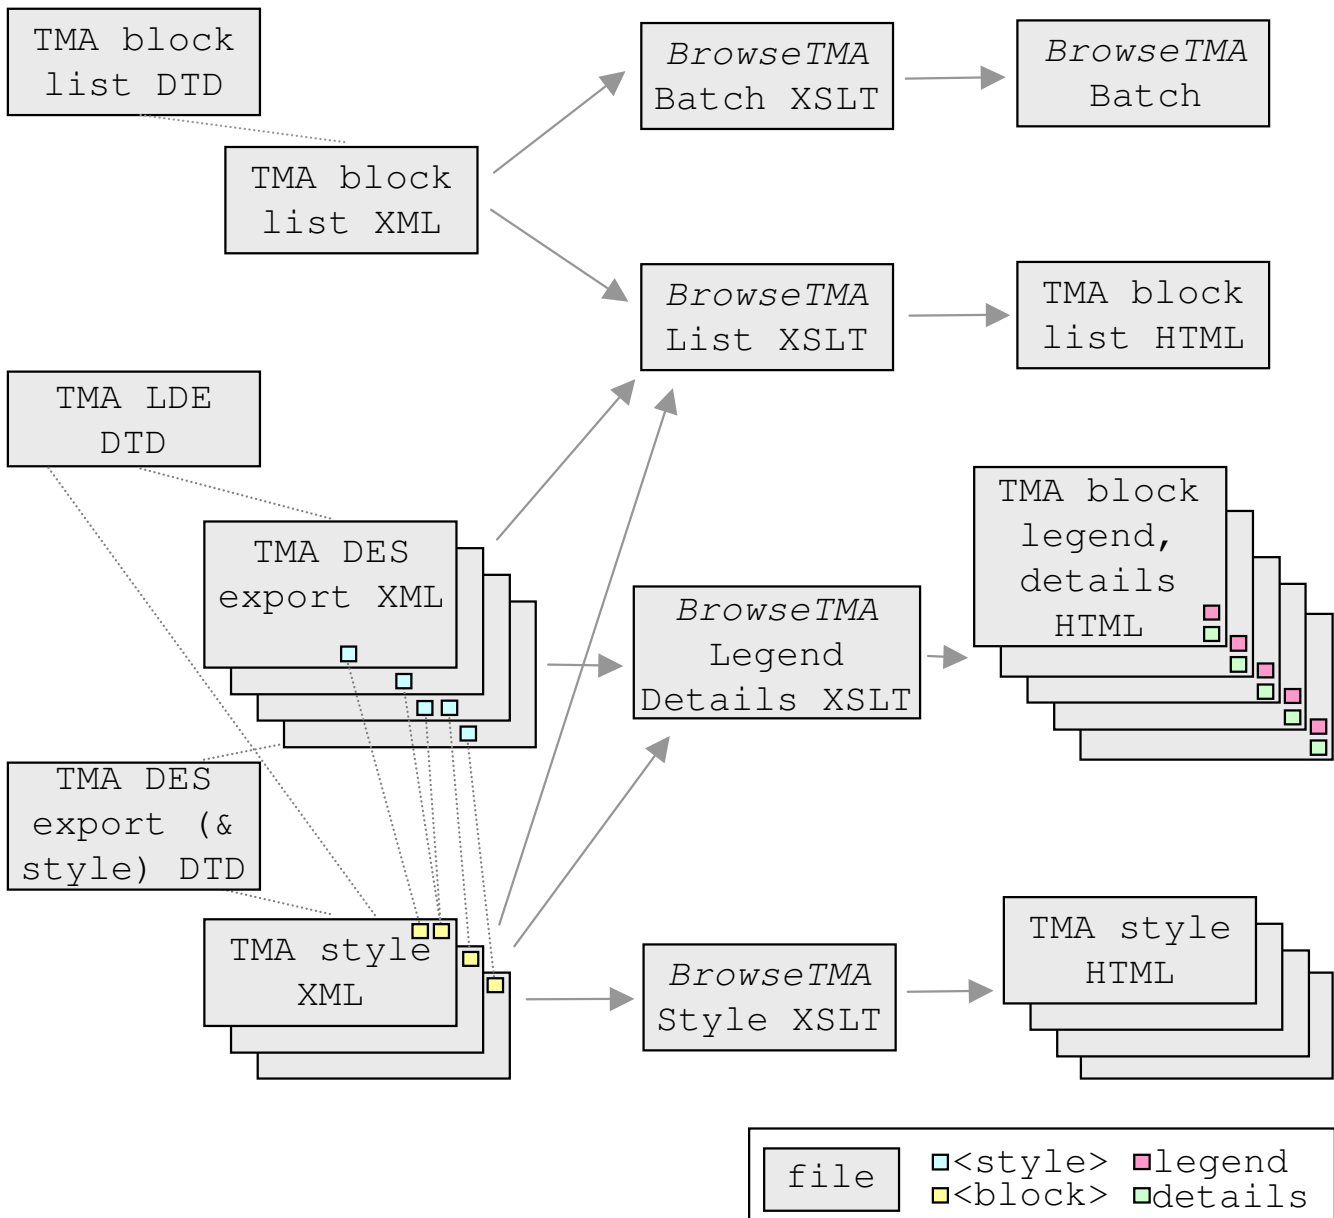 TMA block
list DTD
BrowseTMA
Batch XSLT
BrowseTMA
Batch
TMA block
list XML
BrowseTMA
List XSLT
TMA block
list HTML
TMA LDE
DTD
TMA DES
export XML
BrowseTMA
Legend
Details XSLT
TMA block
legend,
details
HTML
TMA DES
export (&
style) DTD
TMA style
XML
BrowseTMA
Style XSLT
TMA style
HTML
file
<style>
legend
<block>
details